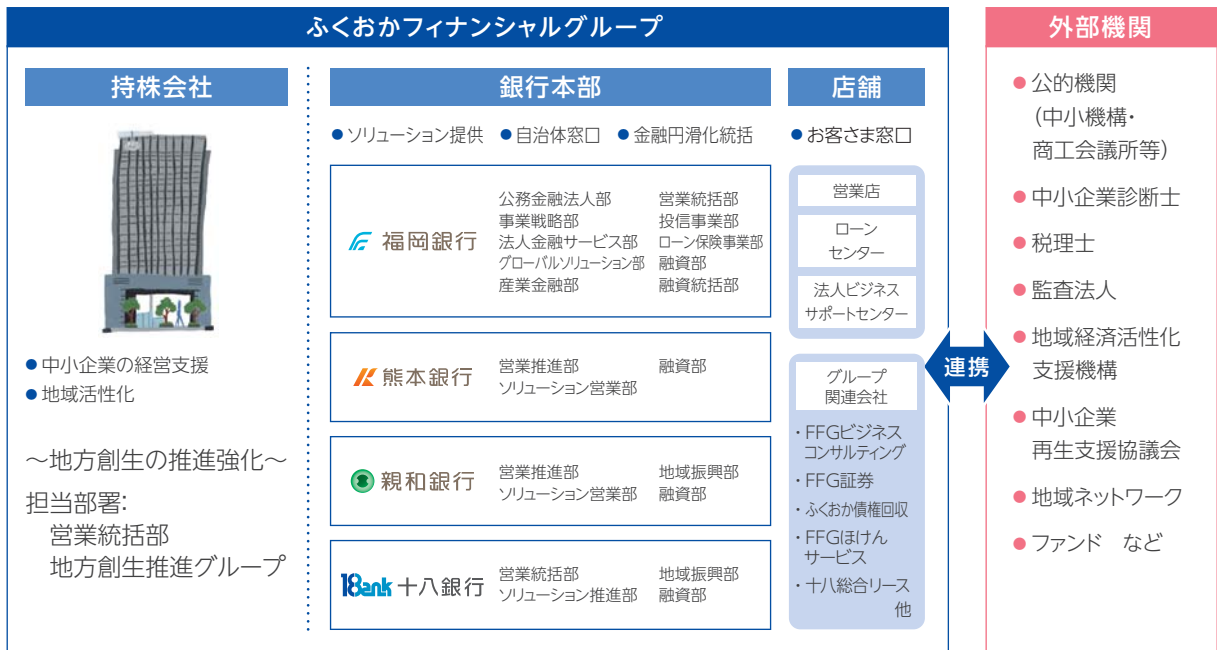 ふくおかフィナンシャルグループ
持株会社
● 中小企業の経営支援
● 地域活性化
～地方創生の推進強化～
担当部署:
営業統括部
地方創生推進グループ
銀行本部
● ソリューション提供 ● 自治体窓口 ● 金融円滑化統括
福岡銀行
公務金融法人部 営業統括部
事業戦略部 投信事業部
法人金融サービス部 ローン保険事業部
グローバルソリューション部 融資部
産業金融部 融資統括部
熊本銀行
営業推進部 融資部
ソリューション営業部
親和銀行
営業推進部 地域振興部
ソリューション営業部 融資部
18Bank 十八銀行
営業統括部 地域振興部
ソリューション推進部 融資部
店舗
● お客さま窓口
営業店
ローン
センター
法人ビジネス
サポートセンター
グループ
関連会社
・FFGビジネス
コンサルティング
・FFG証券
・ふくおか債権回収
・FFGほけん
サービス
・十八総合リース
他
連携
外部機関
● 公的機関
（中小機構・
商工会議所等）
● 中小企業診断士
● 税理士
● 監査法人
● 地域経済活性化
支援機構
● 中小企業
再生支援協議会
● 地域ネットワーク
● ファンド など